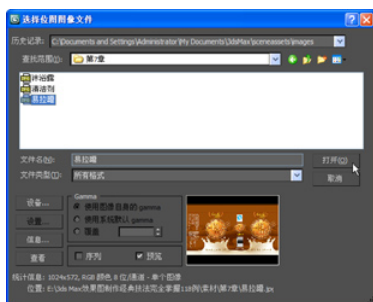 选择位图图像文件
历史记录: C:\Documents and Settings\Administrator\My Documents\3dsMax\sceneassets\images
查找范围(I): 第7章
沐浴露
清洁剂
易拉罐
文件名(N): 易拉罐 打开(O)
文件类型(T): 所有格式 取消
设备...
设置...
信息...
查看
Gamma
使用图像自身的 gamma
使用系统默认 gamma
覆盖
序列 预览
统计信息: 1024x572, RGB 颜色 8 位/通道 - 单个图像
位置: E:\3ds Max效果图制作经典技法完全掌握118例\素材\第7章\易拉罐.jpg